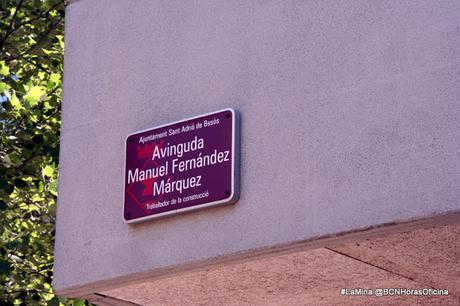 Ajuntament Sant Adrià de Besòs
Avinguda
Manuel Fernández
Márquez
Treballador de la construcció
#LaMina @BCNHorasOficina